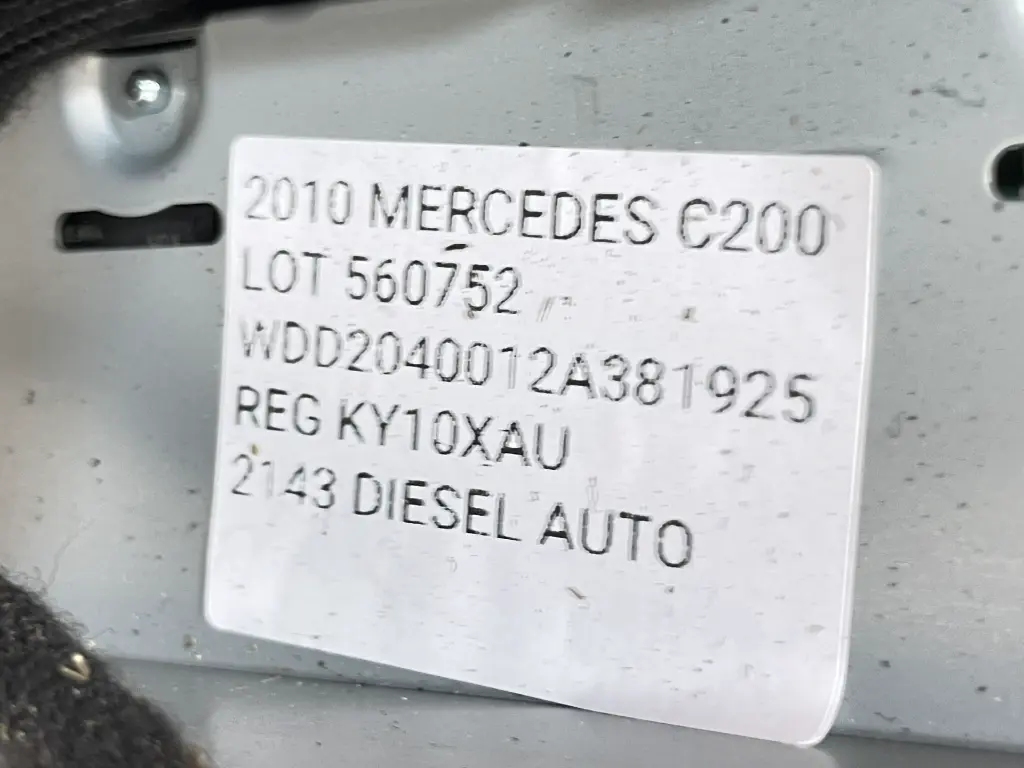 2010 MERCEDES C200
LOT 560752
WDD2040012A381925
REG KY10XAU
2143 DIESEL AUTO